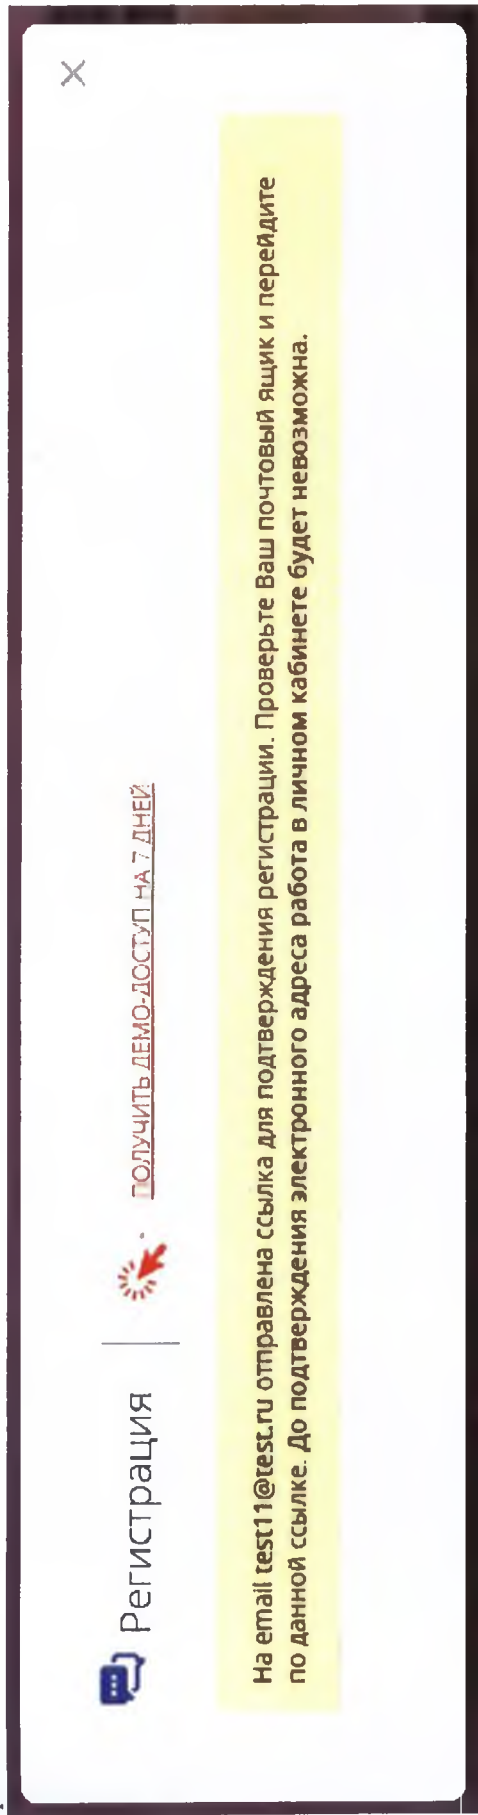 Регистрация
ПОЛУЧИТЬ ДЕМО-ДОСТУП НА 7 ДНЕЙ
На email test11@test.ru отправлена ссылка для подтверждения регистрации. Проверьте Ваш почтовый ящик и перейдите
по данной ссылке. До подтверждения электронного адреса работа в личном кабинете будет невозможна.